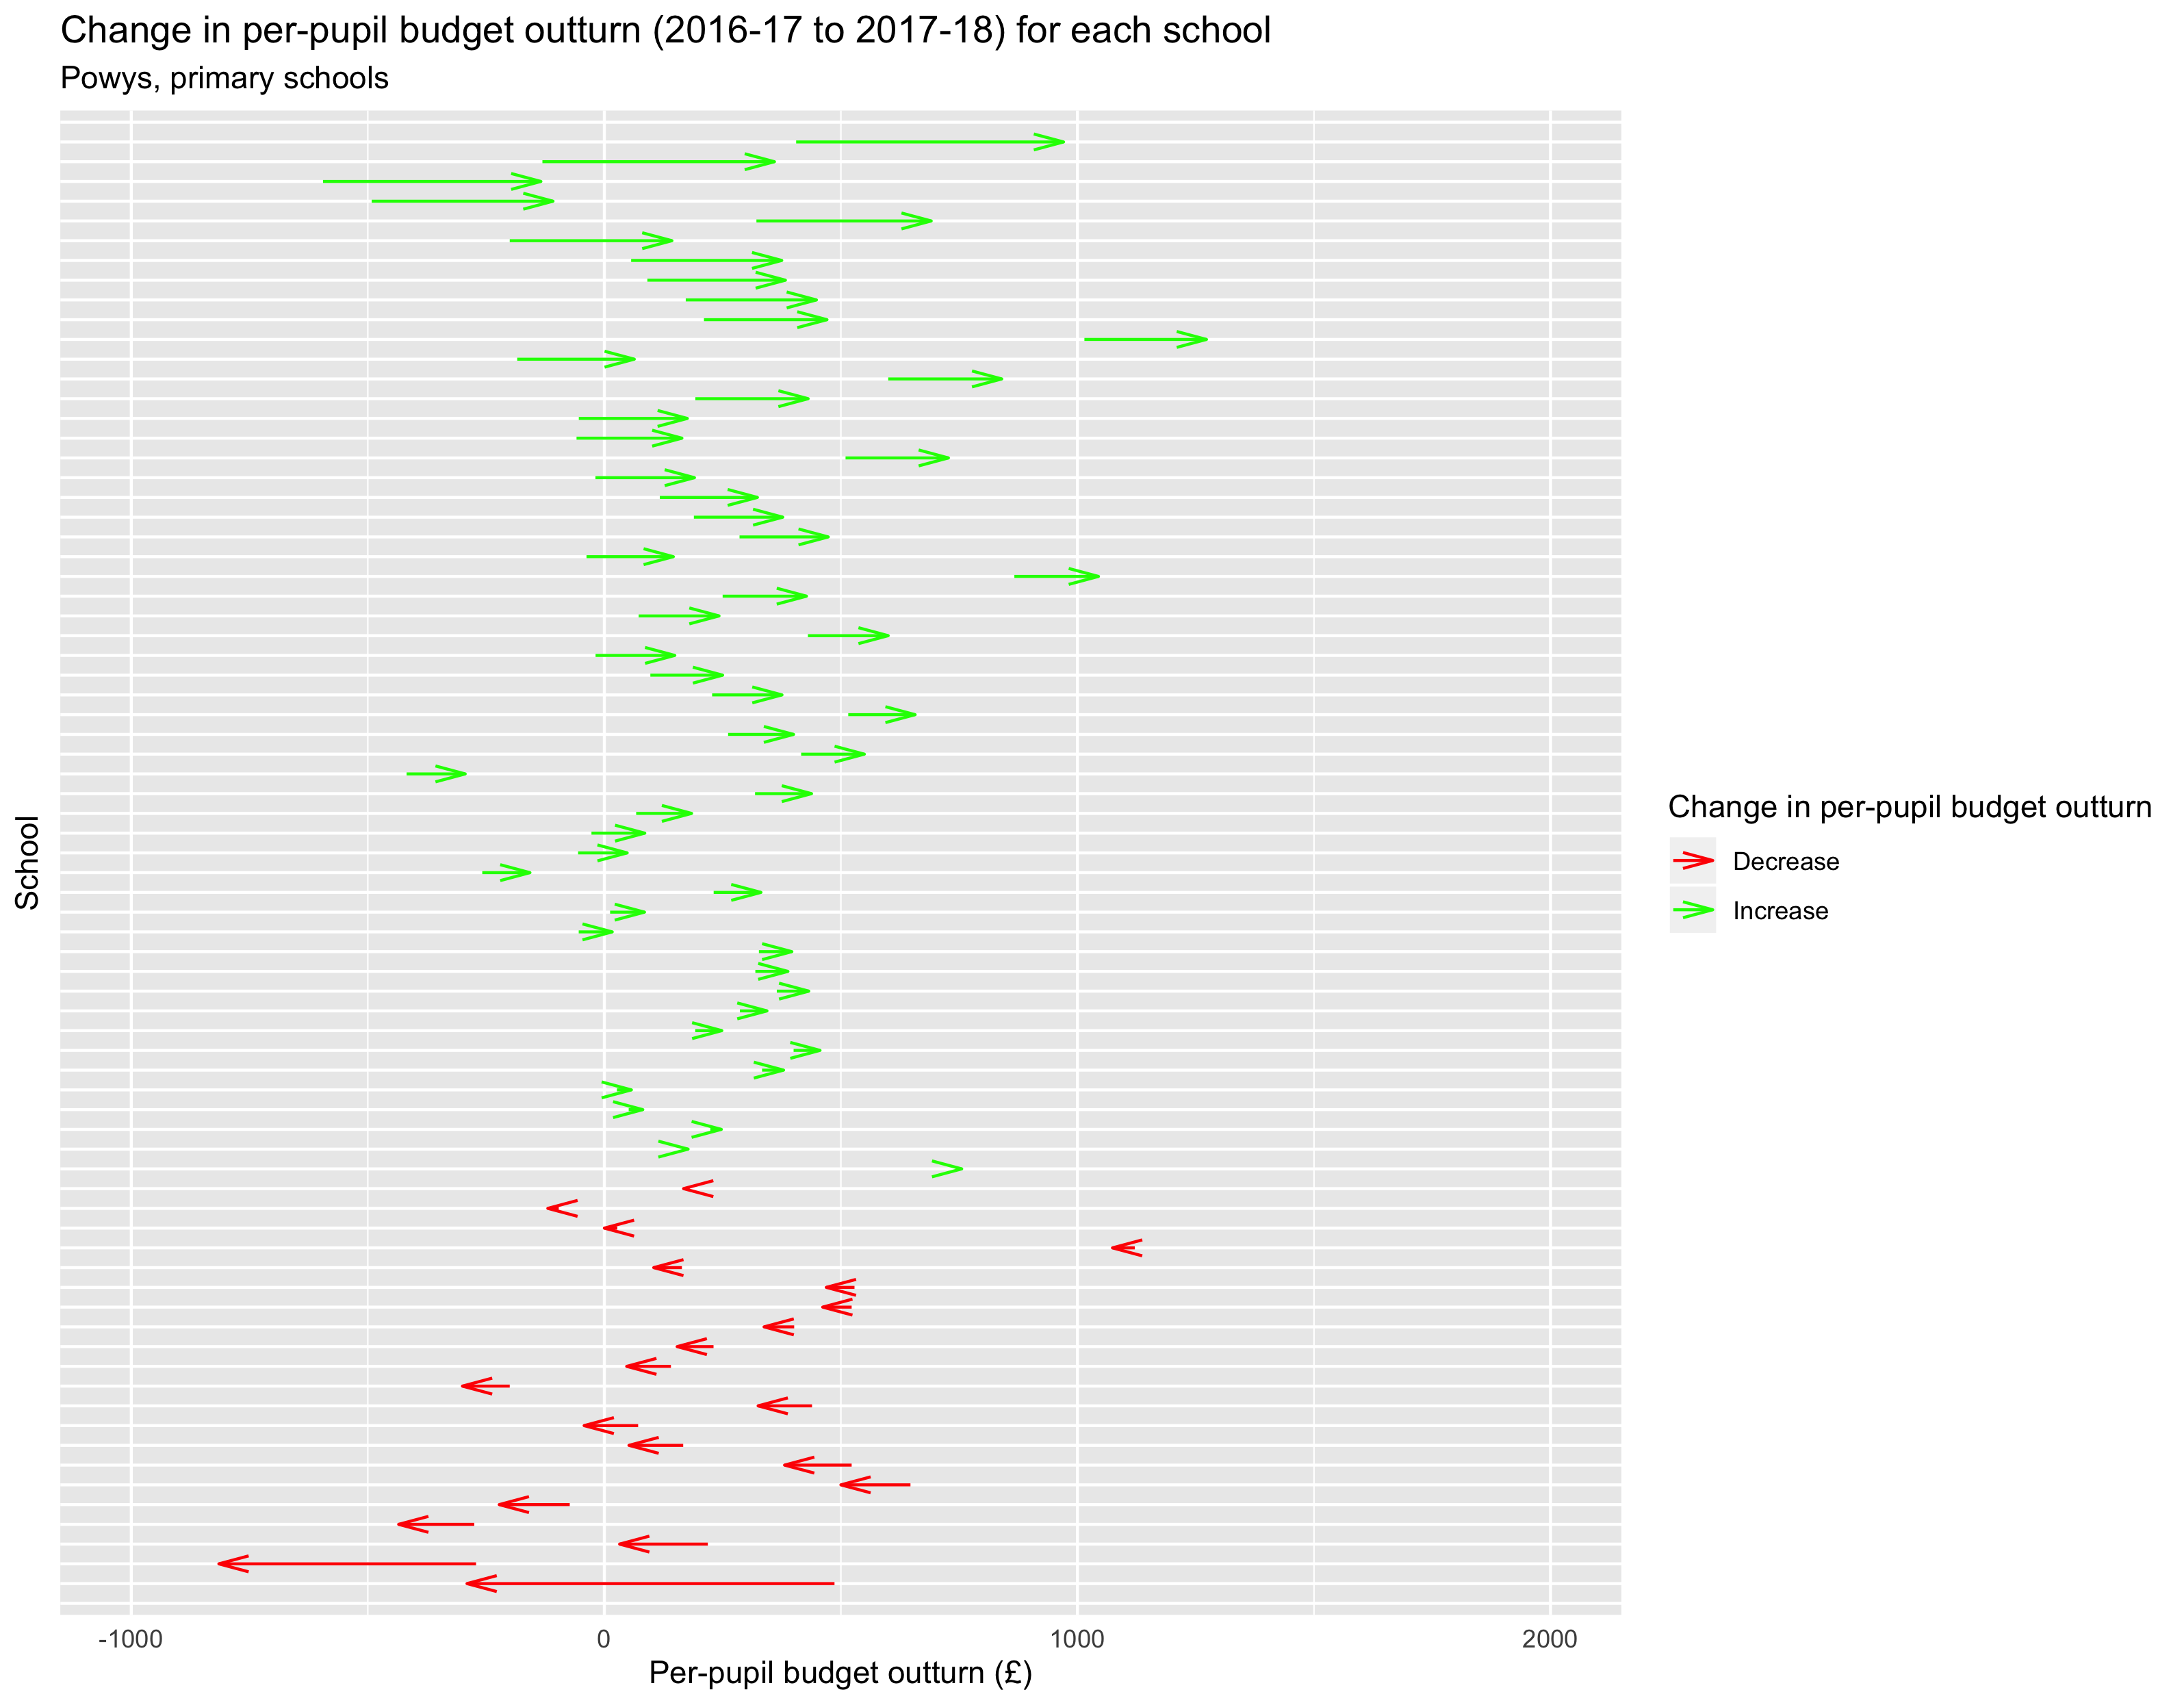 Change in per-pupil budget outturn (2016-17 to 2017-18) for each school
Powys, primary schools
School
Change in per-pupil budget outturn
Decrease
Increase
-1000
0
1000
2000
Per-pupil budget outturn (£)